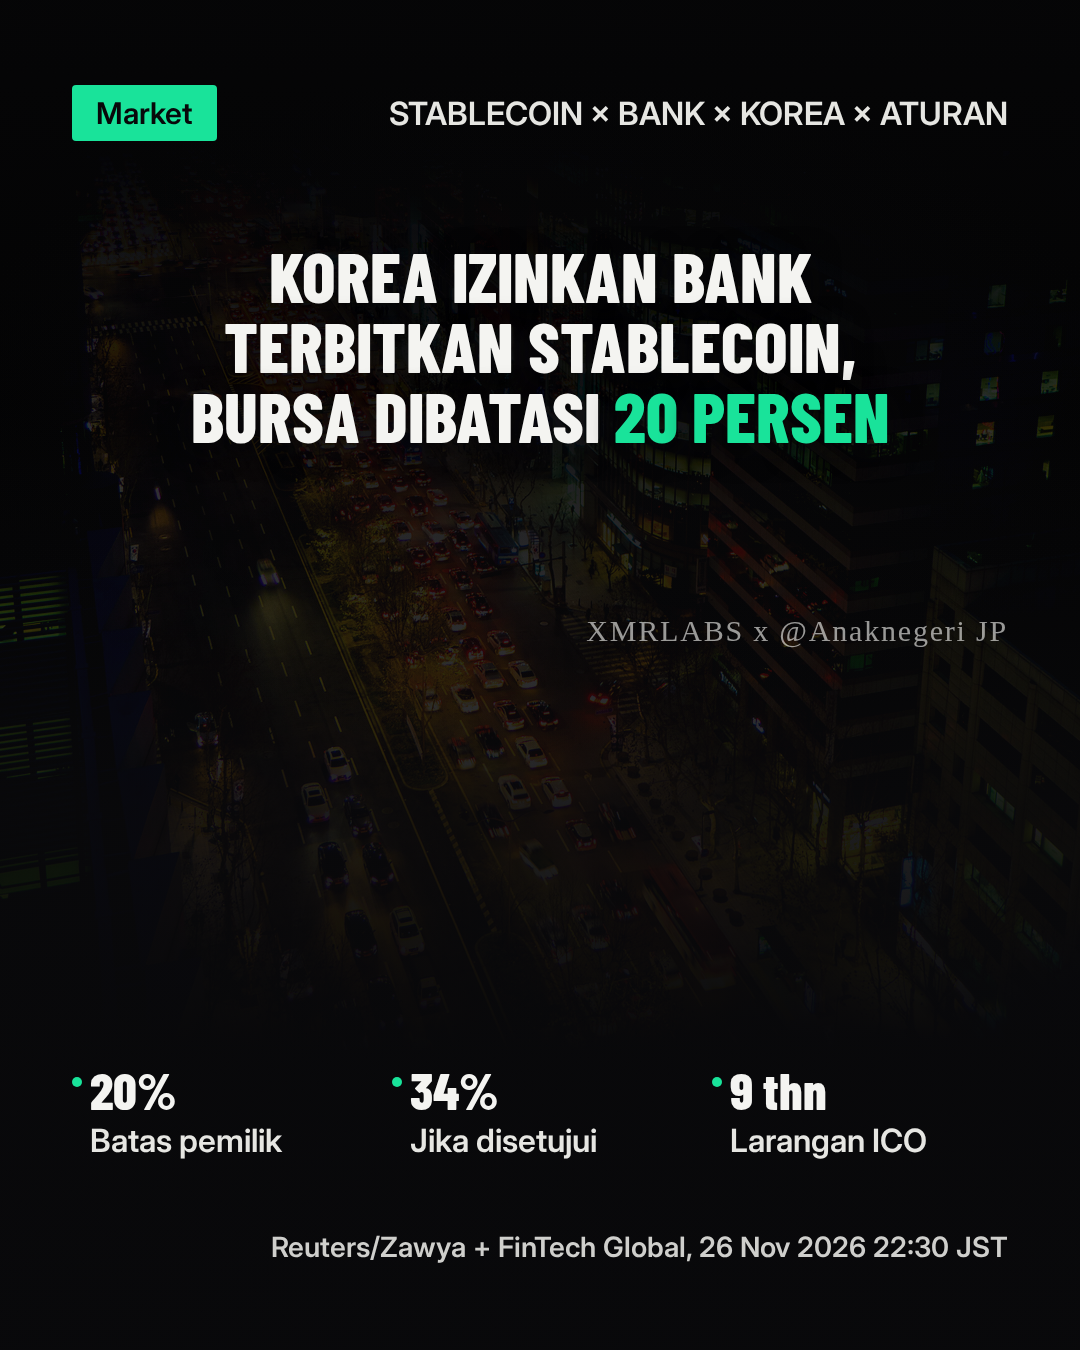 Market
STABLECOIN × BANK × KOREA × ATURAN
KOREA IZINKAN BANK
TERBITKAN STABLECOIN,
BURSA DIBATASI 20 PERSEN
XMRLABS x @Anaknegeri JP
20%
Batas pemilik
34%
Jika disetujui
9 thn
Larangan ICO
Reuters/Zawya + FinTech Global, 26 Nov 2026 22:30 JST